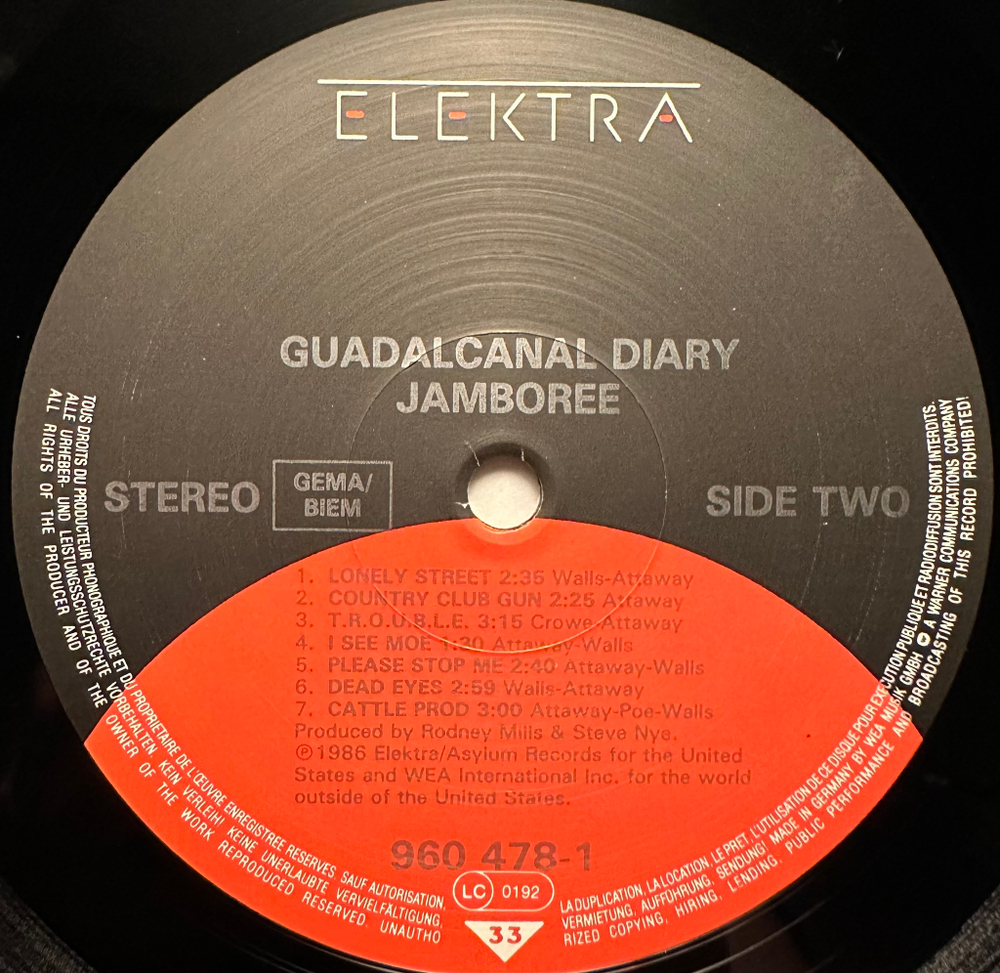 ELEKTRA
GUADALCANAL DIARY
JAMBOREE
STEREO
GEMA/
BIEM
SIDE TWO
1. LONELY STREET 2:35 Walls-Attaway
2. COUNTRY CLUB GUN 2:25 Attaway
3. T.R.O.U.B.L.E. 3:15 Crowe-Attaway
4. I SEE MOE 1:30 Attaway-Walls
5. PLEASE STOP ME 2:40 Attaway-Walls
6. DEAD EYES 2:59 Walls-Attaway
7. CATTLE PROD 3:00 Attaway-Poe-Walls
Produced by Rodney Mills & Steve Nye.
℗1986 Elektra/Asylum Records for the United
States and WEA International Inc. for the world
outside of the United States.
960 478-1
LC 0192
33
TOUS DROITS DU PRODUCTEUR PHONOGRAPHIQUE ET DU PROPRIETAIRE DE L'ŒUVRE ENREGISTREE RESERVES. SAUF AUTORISATION,
LA DUPLICATION, LA LOCATION, LE PRET, L'UTILISATION DE CE DISQUE POUR EXECUTION PUBLIQUE ET RADIODIFFUSION SONT INTERDITS.
ALLE URHEBER- UND LEISTUNGSSCHUTZRECHTE VORBEHALTEN. KEIN VERLEIH! KEINE UNERLAUBTE VERVIELFÄLTIGUNG,
VERMIETUNG, AUFFÜHRUNG, SENDUNG! MADE IN GERMANY BY WEA MUSIK GMBH A WARNER COMMUNICATIONS COMPANY
ALL RIGHTS OF THE PRODUCER AND OF THE OWNER OF THE WORK REPRODUCED RESERVED. UNAUTHO
RIZED COPYING, HIRING, LENDING, PUBLIC PERFORMANCE AND BROADCASTING OF THIS RECORD PROHIBITED!